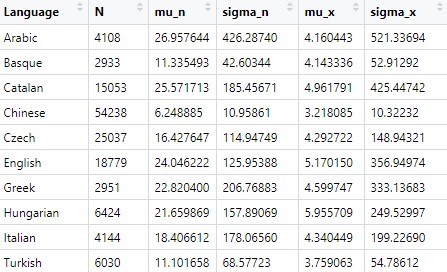 Language N mu_n sigma_n mu_x sigma_x
Arabic 4108 26.957644 426.28740 4.160443 521.33694
Basque 2933 11.335493 42.60344 4.143336 52.91292
Catalan 15053 25.571713 185.45671 4.961791 425.44742
Chinese 54238 6.248885 10.95861 3.218085 10.32232
Czech 25037 16.427647 114.94749 4.292722 148.94321
English 18779 24.046222 125.95388 5.170150 356.94974
Greek 2951 22.820400 206.76883 4.599747 333.13683
Hungarian 6424 21.659869 157.89069 5.955709 249.52997
Italian 4144 18.406612 178.06560 4.340449 199.22690
Turkish 6030 11.101658 68.57723 3.759063 54.78612